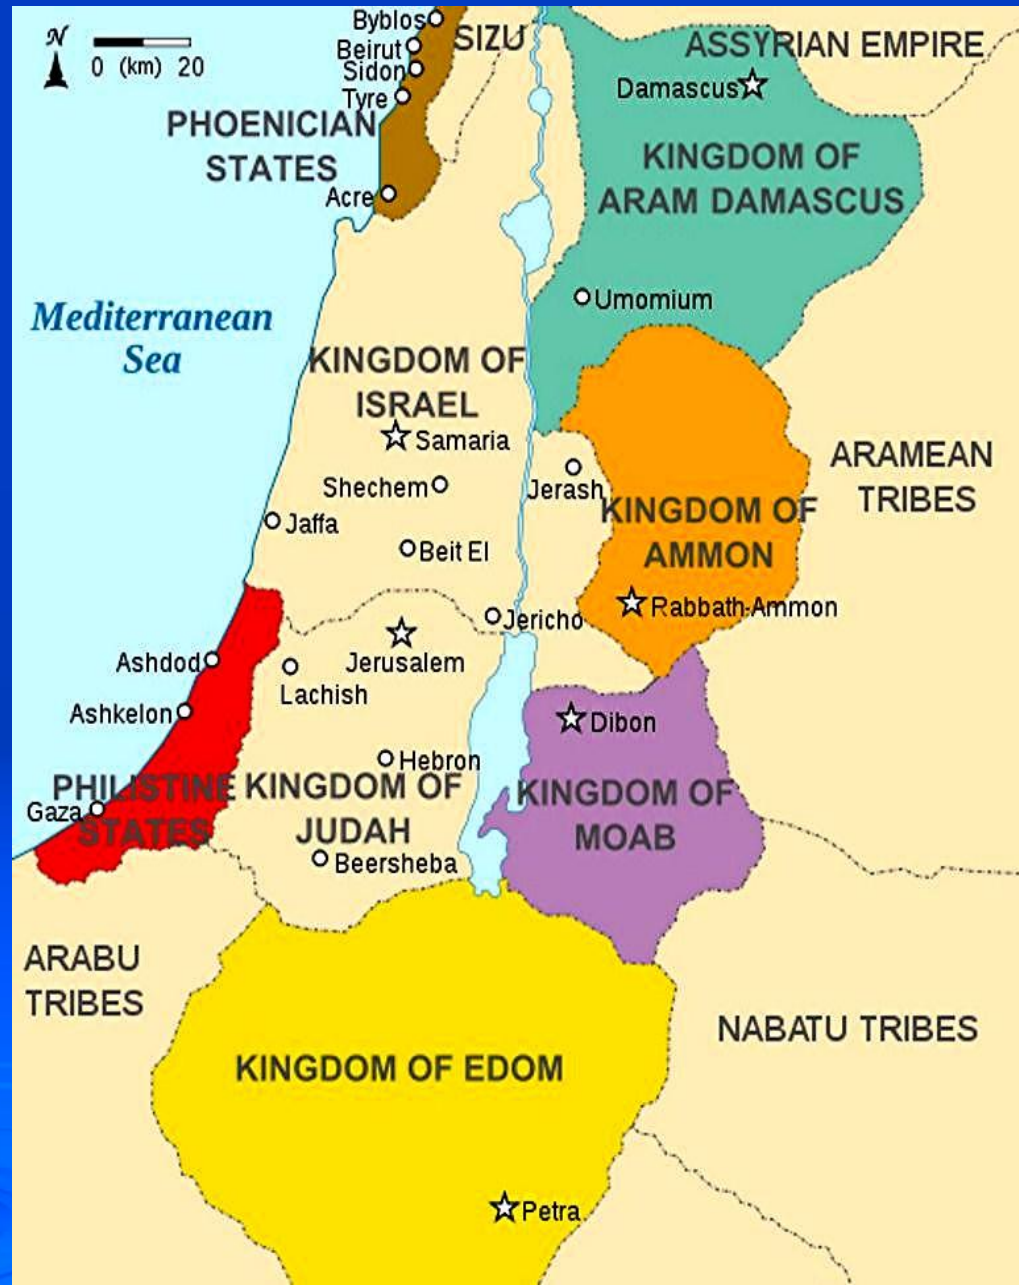 Byblos
SIZU
N
0 (km) 20
Beirut
Sidon
ASSYRIAN EMPIRE
Damascus
Tyre
PHOENICIAN
STATES
KINGDOM OF
ARAM DAMASCUS
Acre
Umomium
Mediterranean
Sea
KINGDOM OF
ISRAEL
Samaria
ARAMEAN
TRIBES
Shechem
Jerash
Jaffa
KINGDOM OF
AMMON
Beit El
Rabbath-Ammon
Jericho
Jerusalem
Ashdod
Lachish
Ashkelon
Dibon
Hebron
PHILISTINE
STATES
Gaza
KINGDOM OF
JUDAH
KINGDOM OF
MOAB
Beersheba
ARABU
TRIBES
NABATU TRIBES
KINGDOM OF EDOM
Petra